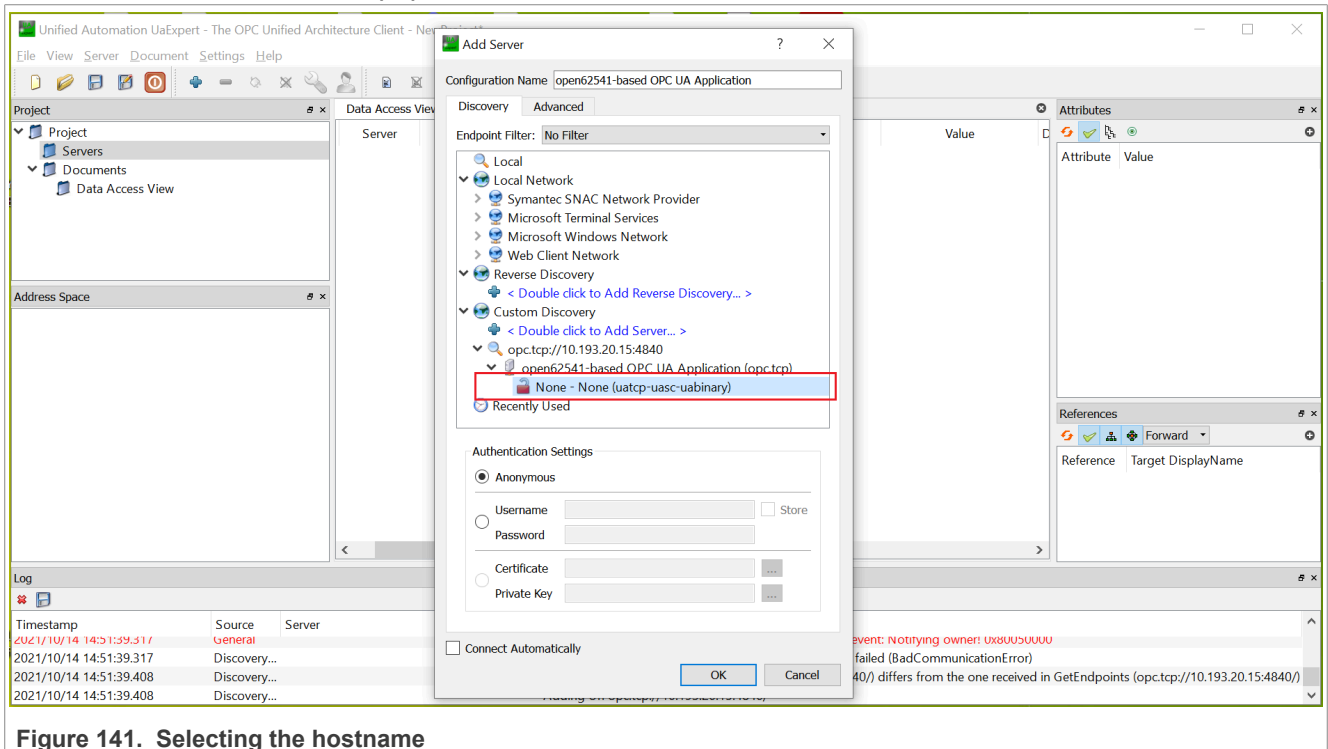 Unified Automation UaExpert - The OPC Unified Architecture Client - New Project*
File View Server Document Settings Help
Project
Project
Servers
Documents
Data Access View
Address Space
Data Access View
Server
Value
Add Server
?
Configuration Name open62541-based OPC UA Application
Discovery Advanced
Endpoint Filter: No Filter
Local
Local Network
Symantec SNAC Network Provider
Microsoft Terminal Services
Microsoft Windows Network
Web Client Network
Reverse Discovery
< Double click to Add Reverse Discovery... >
Custom Discovery
< Double click to Add Server... >
opc.tcp://10.193.20.15:4840
open62541-based OPC UA Application (opc.tcp)
None - None (uatcp-uasc-uabinary)
Recently Used
Authentication Settings
Anonymous
Username
Store
Password
Certificate
...
Private Key
...
Connect Automatically
OK Cancel
Attributes
Attribute Value
References
Forward
Reference Target DisplayName
Log
Timestamp Source Server
2021/10/14 14:51:39.317 General event: Notifying owner! 0x80050000
2021/10/14 14:51:39.317 Discovery... failed (BadCommunicationError)
2021/10/14 14:51:39.408 Discovery... 40/) differs from the one received in GetEndpoints (opc.tcp://10.193.20.15:4840/)
2021/10/14 14:51:39.408 Discovery...
Figure 141. Selecting the hostname